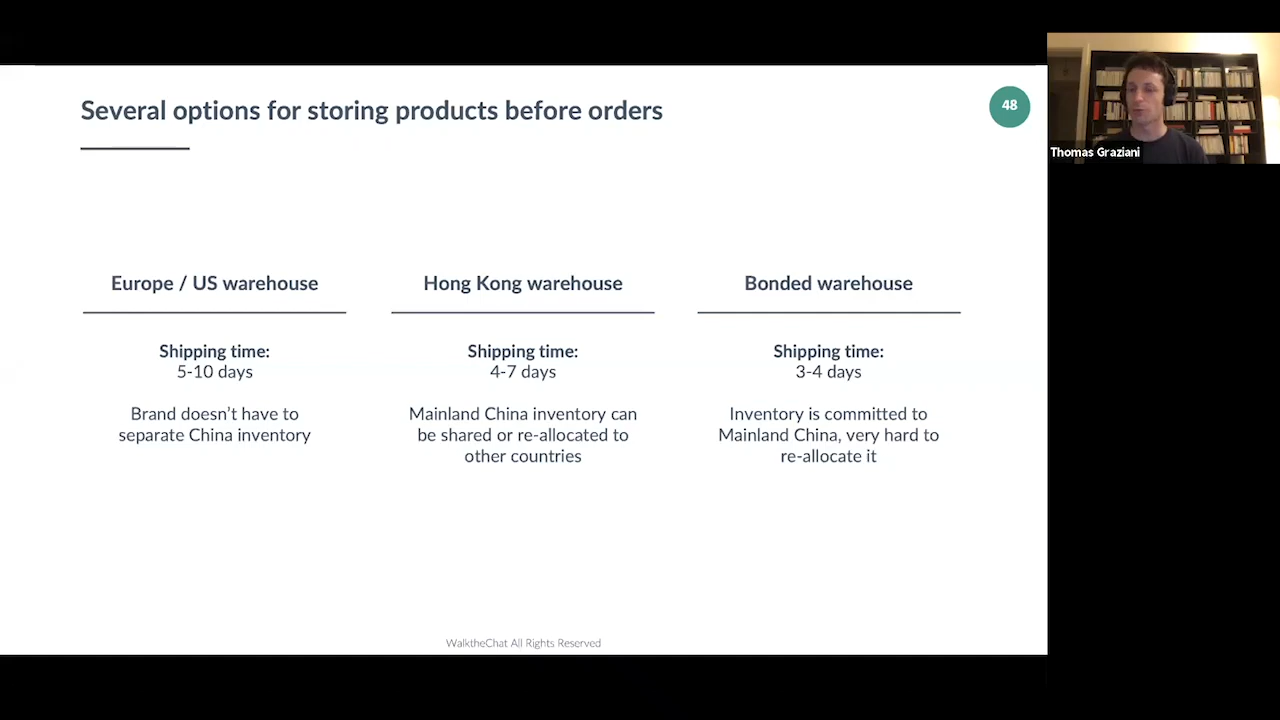 Several options for storing products before orders
48
Thomas Graziani
Europe / US warehouse
Shipping time:
5-10 days
Brand doesn't have to
separate China inventory
Hong Kong warehouse
Shipping time:
4-7 days
Mainland China inventory can
be shared or re-allocated to
other countries
Bonded warehouse
Shipping time:
3-4 days
Inventory is committed to
Mainland China, very hard to
re-allocate it
WalktheChat All Rights Reserved